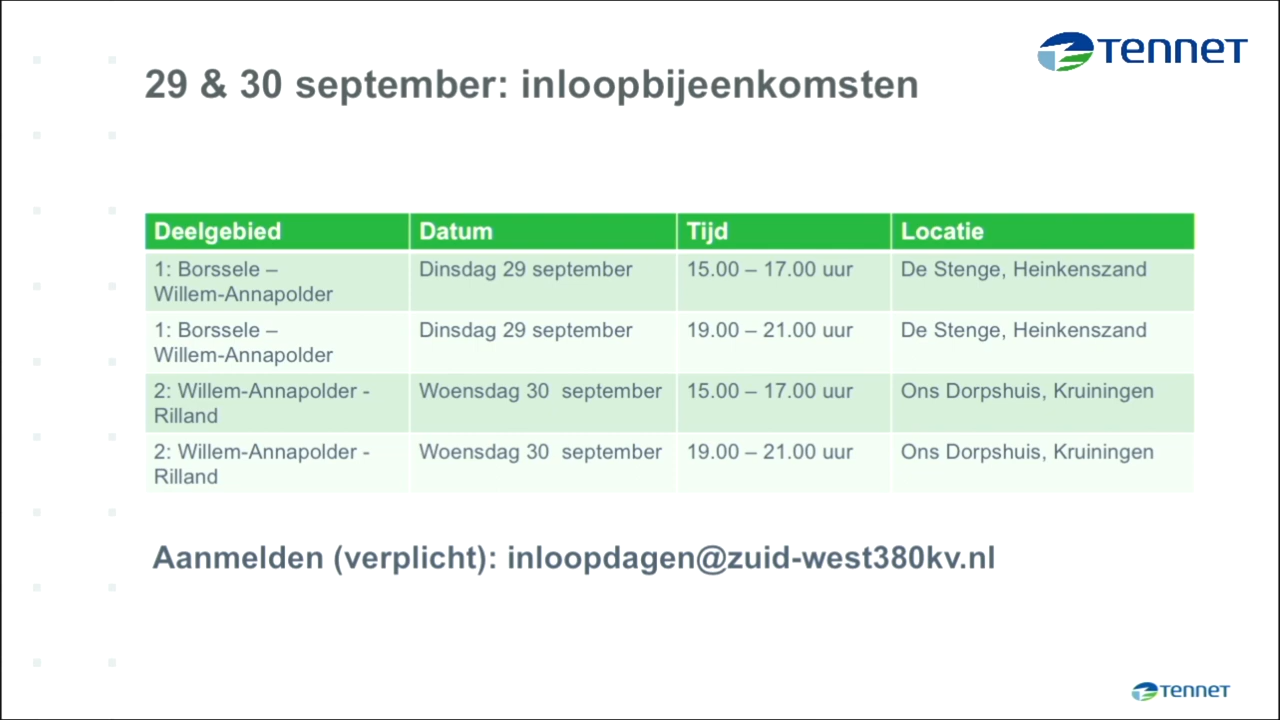 TENNET
29 & 30 september: inloopbijeenkomsten
Deelgebied Datum Tijd Locatie
1: Borssele – Dinsdag 29 september 15.00 – 17.00 uur De Stenge, Heinkenszand
Willem-Annapolder
1: Borssele – Dinsdag 29 september 19.00 – 21.00 uur De Stenge, Heinkenszand
Willem-Annapolder
2: Willem-Annapolder - Woensdag 30 september 15.00 – 17.00 uur Ons Dorpshuis, Kruiningen
Rilland
2: Willem-Annapolder - Woensdag 30 september 19.00 – 21.00 uur Ons Dorpshuis, Kruiningen
Rilland
Aanmelden (verplicht): inloopdagen@zuid-west380kv.nl
TENNET